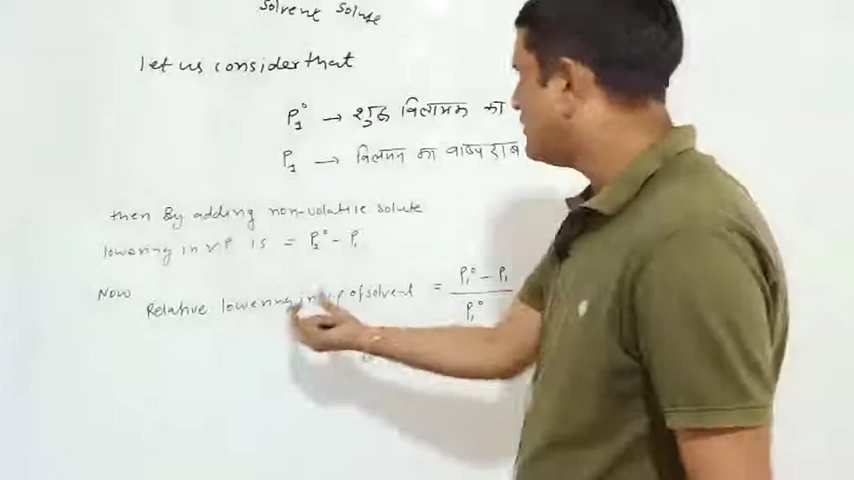 Solvent Solute
let us consider that
P₁° → शुद्ध विलायक का
P₁ → विलयन का वाष्प दाब
then By adding non-volatile solute
lowering in V.P is = P₁° - P₁
Now
Relative lowering in v.p of solvent = P₁° - P₁ / P₁°